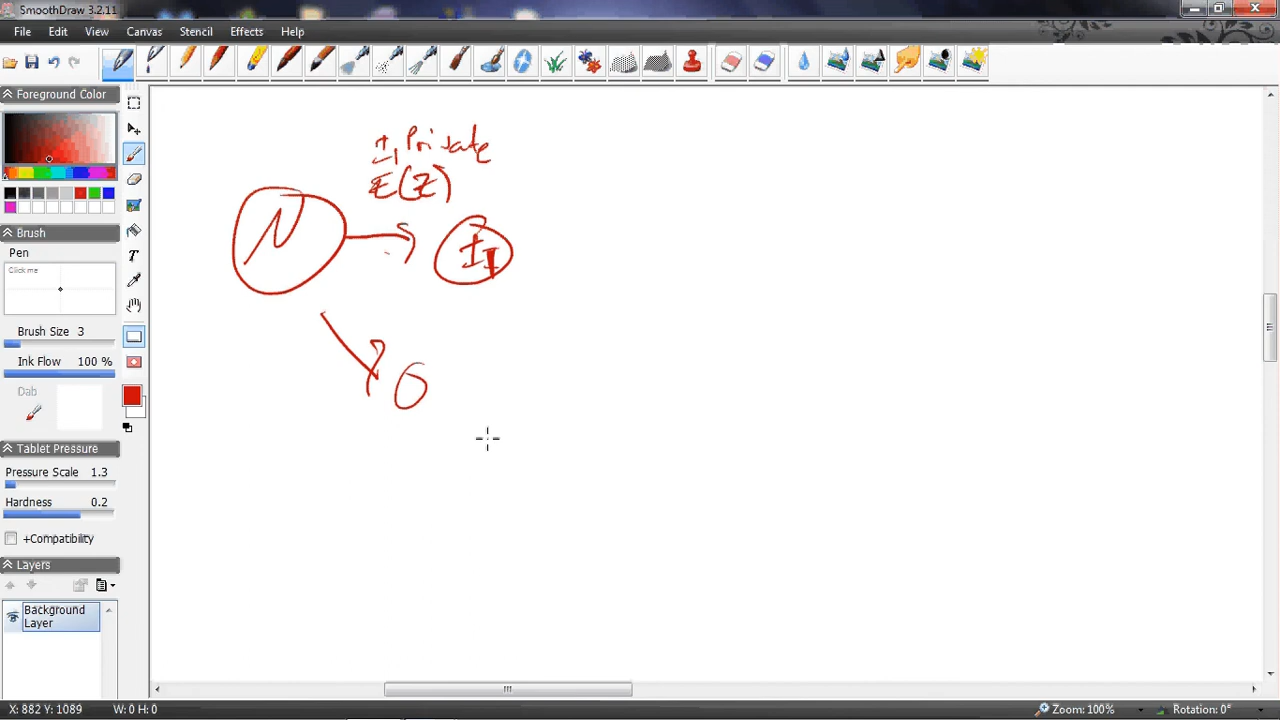 SmoothDraw 3.2.11
File Edit View Canvas Stencil Effects Help
Foreground Color
Brush
Pen
Click me
Brush Size 3
Ink Flow 100 %
Dab
Tablet Pressure
Pressure Scale 1.3
Hardness 0.2
+Compatibility
Layers
Background
Layer
Private
E(Z)
N
I
X: 882 Y: 1089 W: 0 H: 0 Zoom: 100% Rotation: 0°